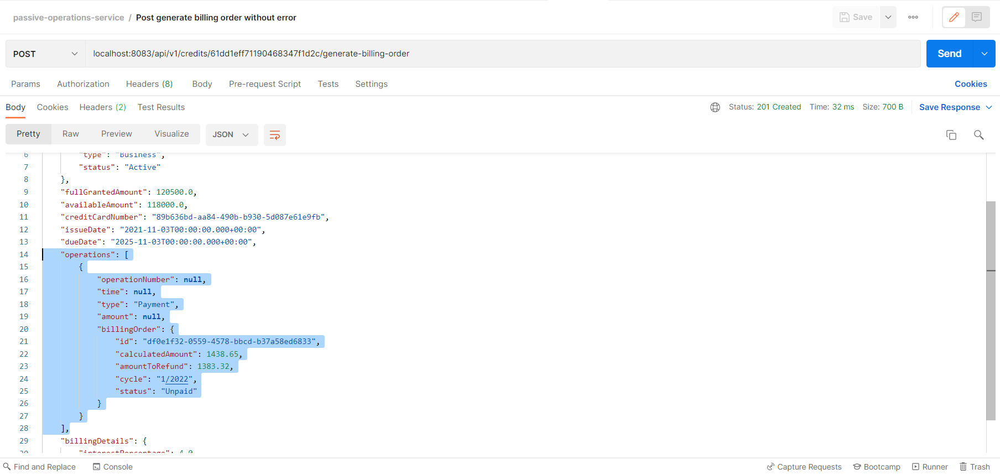 passive-operations-service / Post generate billing order without error
Save
POST localhost:8083/api/v1/credits/61dd1eff71190468347f1d2c/generate-billing-order Send
Params Authorization Headers (8) Body Pre-request Script Tests Settings Cookies
Body Cookies Headers (2) Test Results Status: 201 Created Time: 32 ms Size: 700 B Save Response
Pretty Raw Preview Visualize JSON
6 "type": "Business",
7 "status": "Active"
8 },
9 "fullGrantedAmount": 120500.0,
10 "availableAmount": 118000.0,
11 "creditCardNumber": "89b636bd-aa84-490b-b930-5d087e61e9fb",
12 "issueDate": "2021-11-03T00:00:00.000+00:00",
13 "dueDate": "2025-11-03T00:00:00.000+00:00",
14 "operations": [
15 {
16 "operationNumber": null,
17 "time": null,
18 "type": "Payment",
19 "amount": null,
20 "billingOrder": {
21 "id": "df0e1f32-0559-4578-bbcd-b37a58ed6833",
22 "calculatedAmount": 1438.65,
23 "amountToRefund": 1383.32,
24 "cycle": "1/2022",
25 "status": "Unpaid"
26 }
27 }
28 ],
29 "billingDetails": {
30 "interestPercentage": 4.0
Find and Replace Console Capture Requests Bootcamp Runner Trash